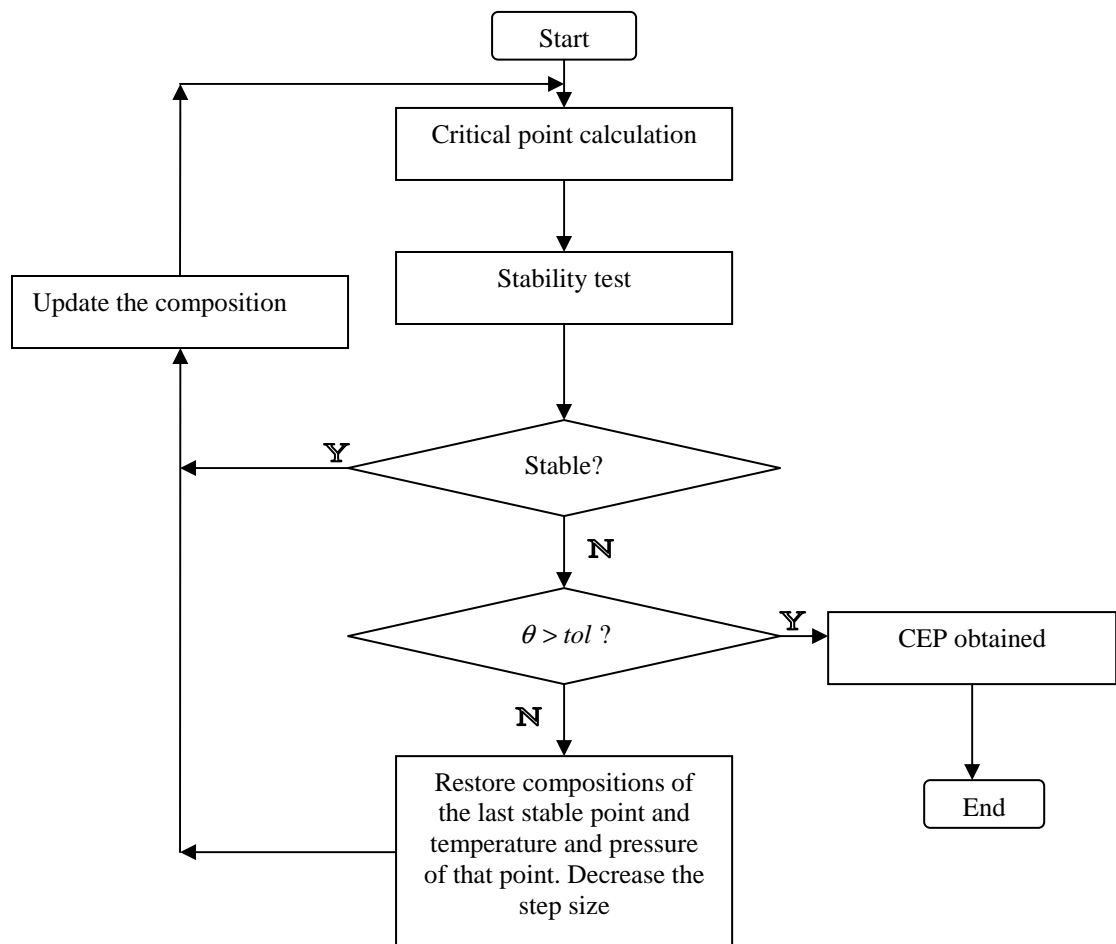 Start
Critical point calculation
Stability test
Update the composition
Y
Stable?
N
θ > tol ?
Y
CEP obtained
N
Restore compositions of
the last stable point and
temperature and pressure
of that point. Decrease the
step size
End